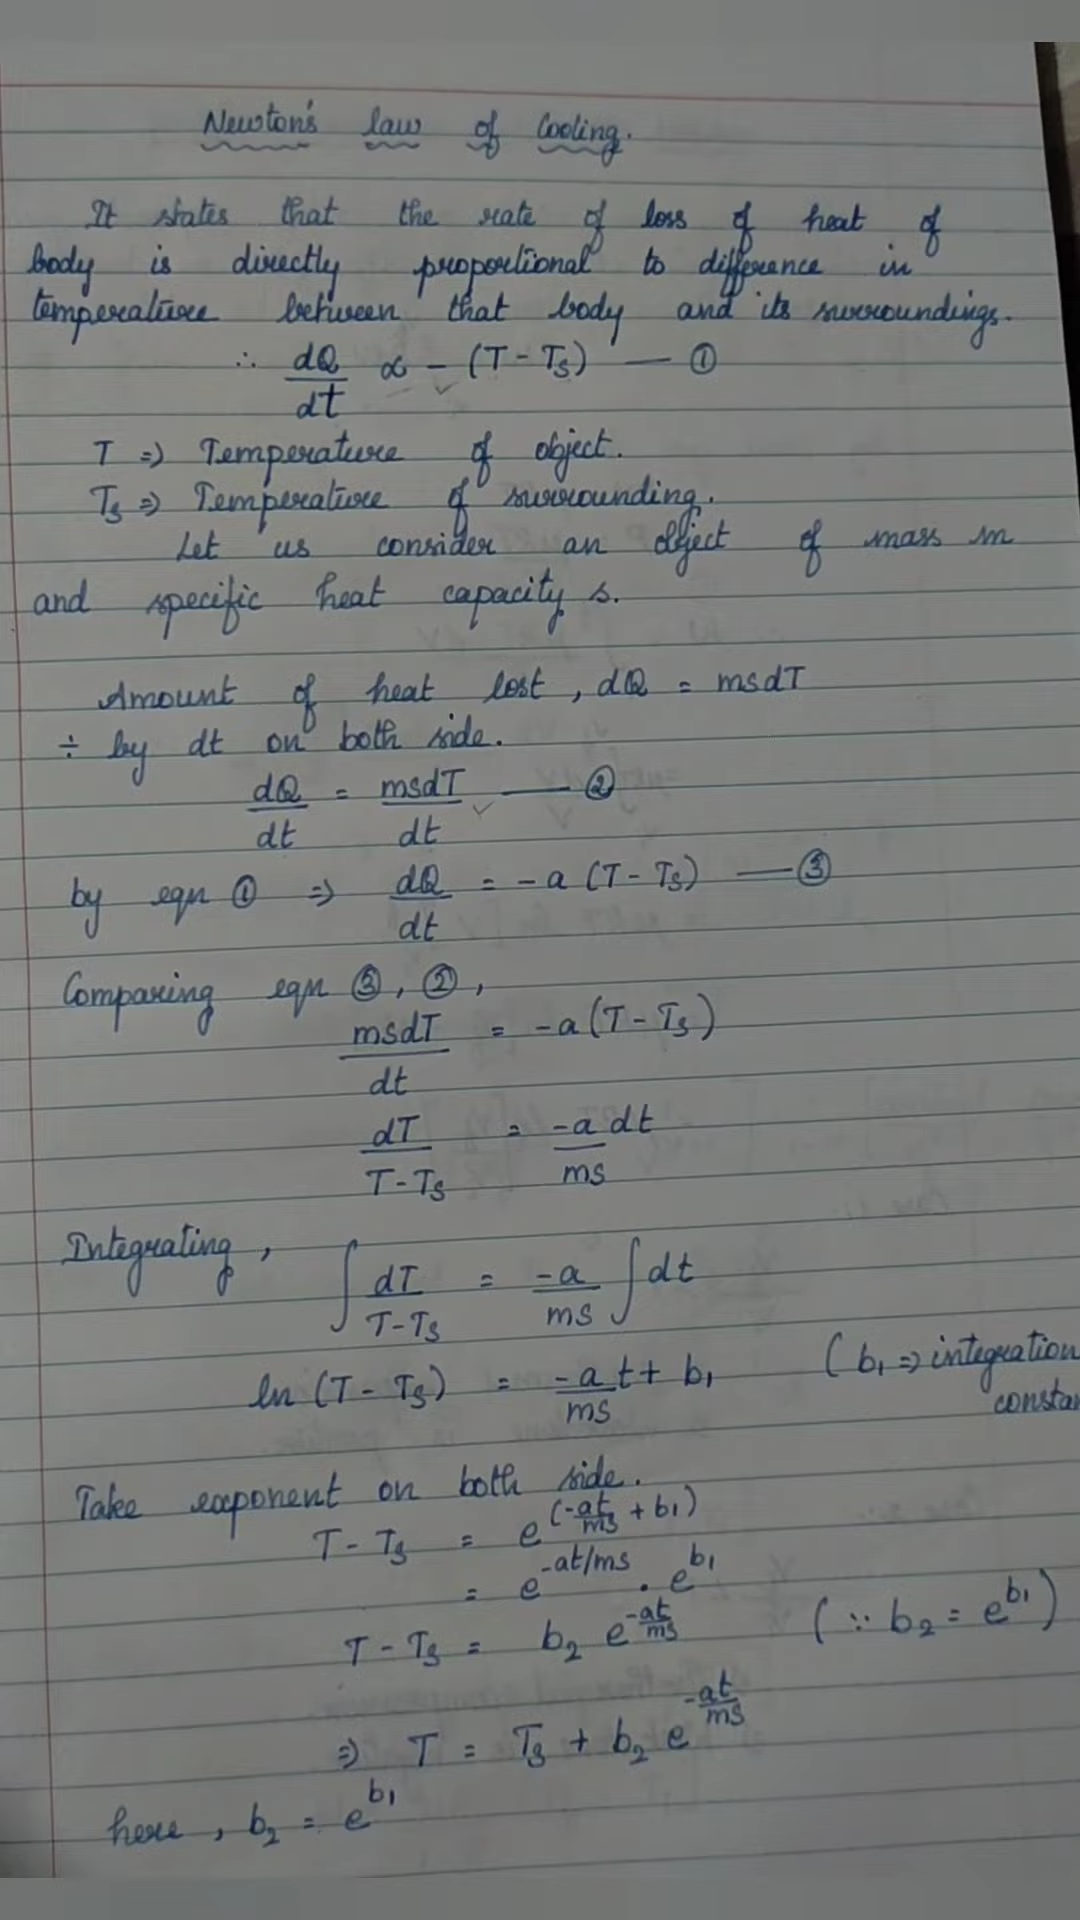 Newton's law of Cooling.
It states that the rate of loss of heat of
body is directly proportional to difference in
temperature between that body and its surroundings.
∴ dQ/dt ∝ - (T - Ts) — ①
T => Temperature of object.
Ts => Temperature of surrounding.
Let us consider an object of mass m
and specific heat capacity s.
Amount of heat lost, dQ = msdT
÷ by dt on both side.
dQ/dt = msdT/dt — ②
by eqn ① => dQ/dt = -a (T - Ts) — ③
Comparing eqn ③, ②,
msdT/dt = -a (T - Ts)
dT/T - Ts = -a/ms dt
Integrating,
∫ dT/T - Ts = -a/ms ∫ dt
ln (T - Ts) = -a/ms t + b₁ (b₁ => integration
consta
Take exponent on both side.
T - Ts = e^(-at/ms + b₁)
= e^-at/ms . e^b₁
T - Ts = b₂ e^-at/ms (∵ b₂ = e^b₁)
=> T = Ts + b₂ e^-at/ms
here, b₂ = e^b₁